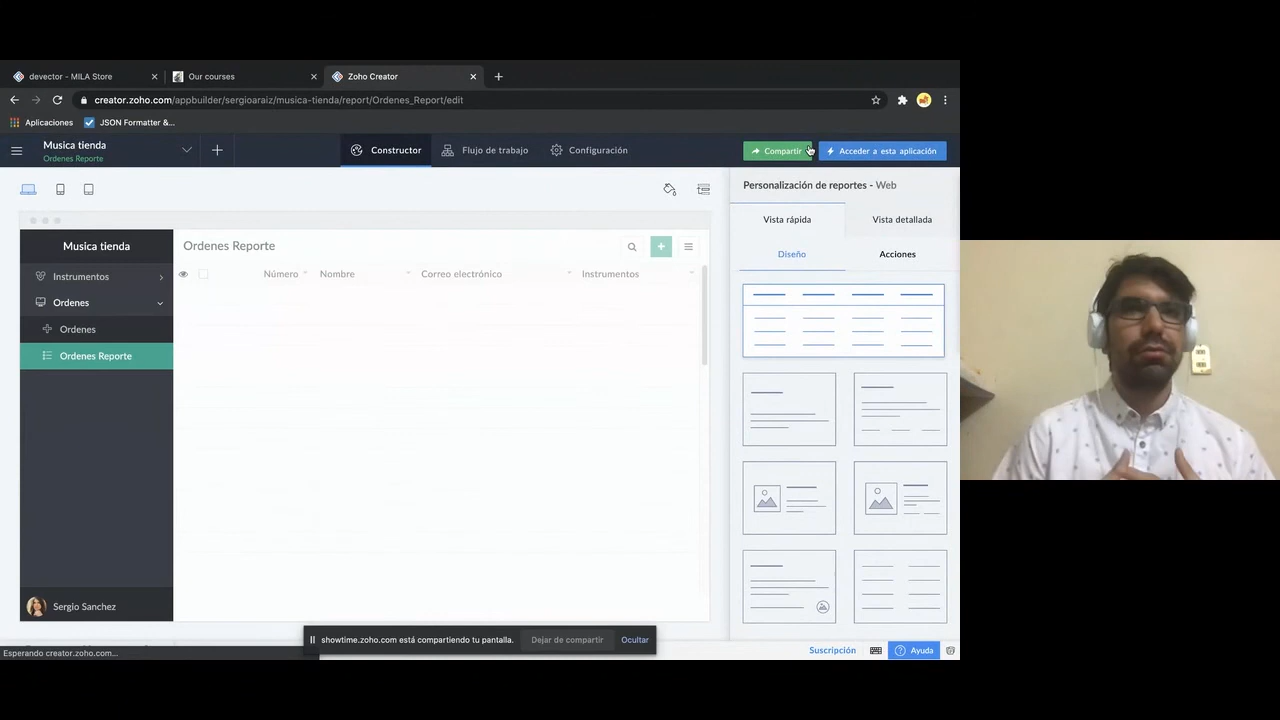 devector - MILA Store
Our courses
Zoho Creator
creator.zoho.com/appbuilder/sergioaraiz/musica-tienda/report/Ordenes_Report/edit
Aplicaciones
JSON Formatter &...
Musica tienda
Ordenes Reporte
Constructor
Flujo de trabajo
Configuración
Compartir
Acceder a esta aplicación
Personalización de reportes - Web
Vista rápida
Vista detallada
Diseño
Acciones
Musica tienda
Instrumentos
Ordenes
Ordenes
Ordenes Reporte
Sergio Sanchez
Ordenes Reporte
Número
Nombre
Correo electrónico
Instrumentos
showtime.zoho.com está compartiendo tu pantalla.
Dejar de compartir
Ocultar
Esperando creator.zoho.com...
Suscripción
Ayuda